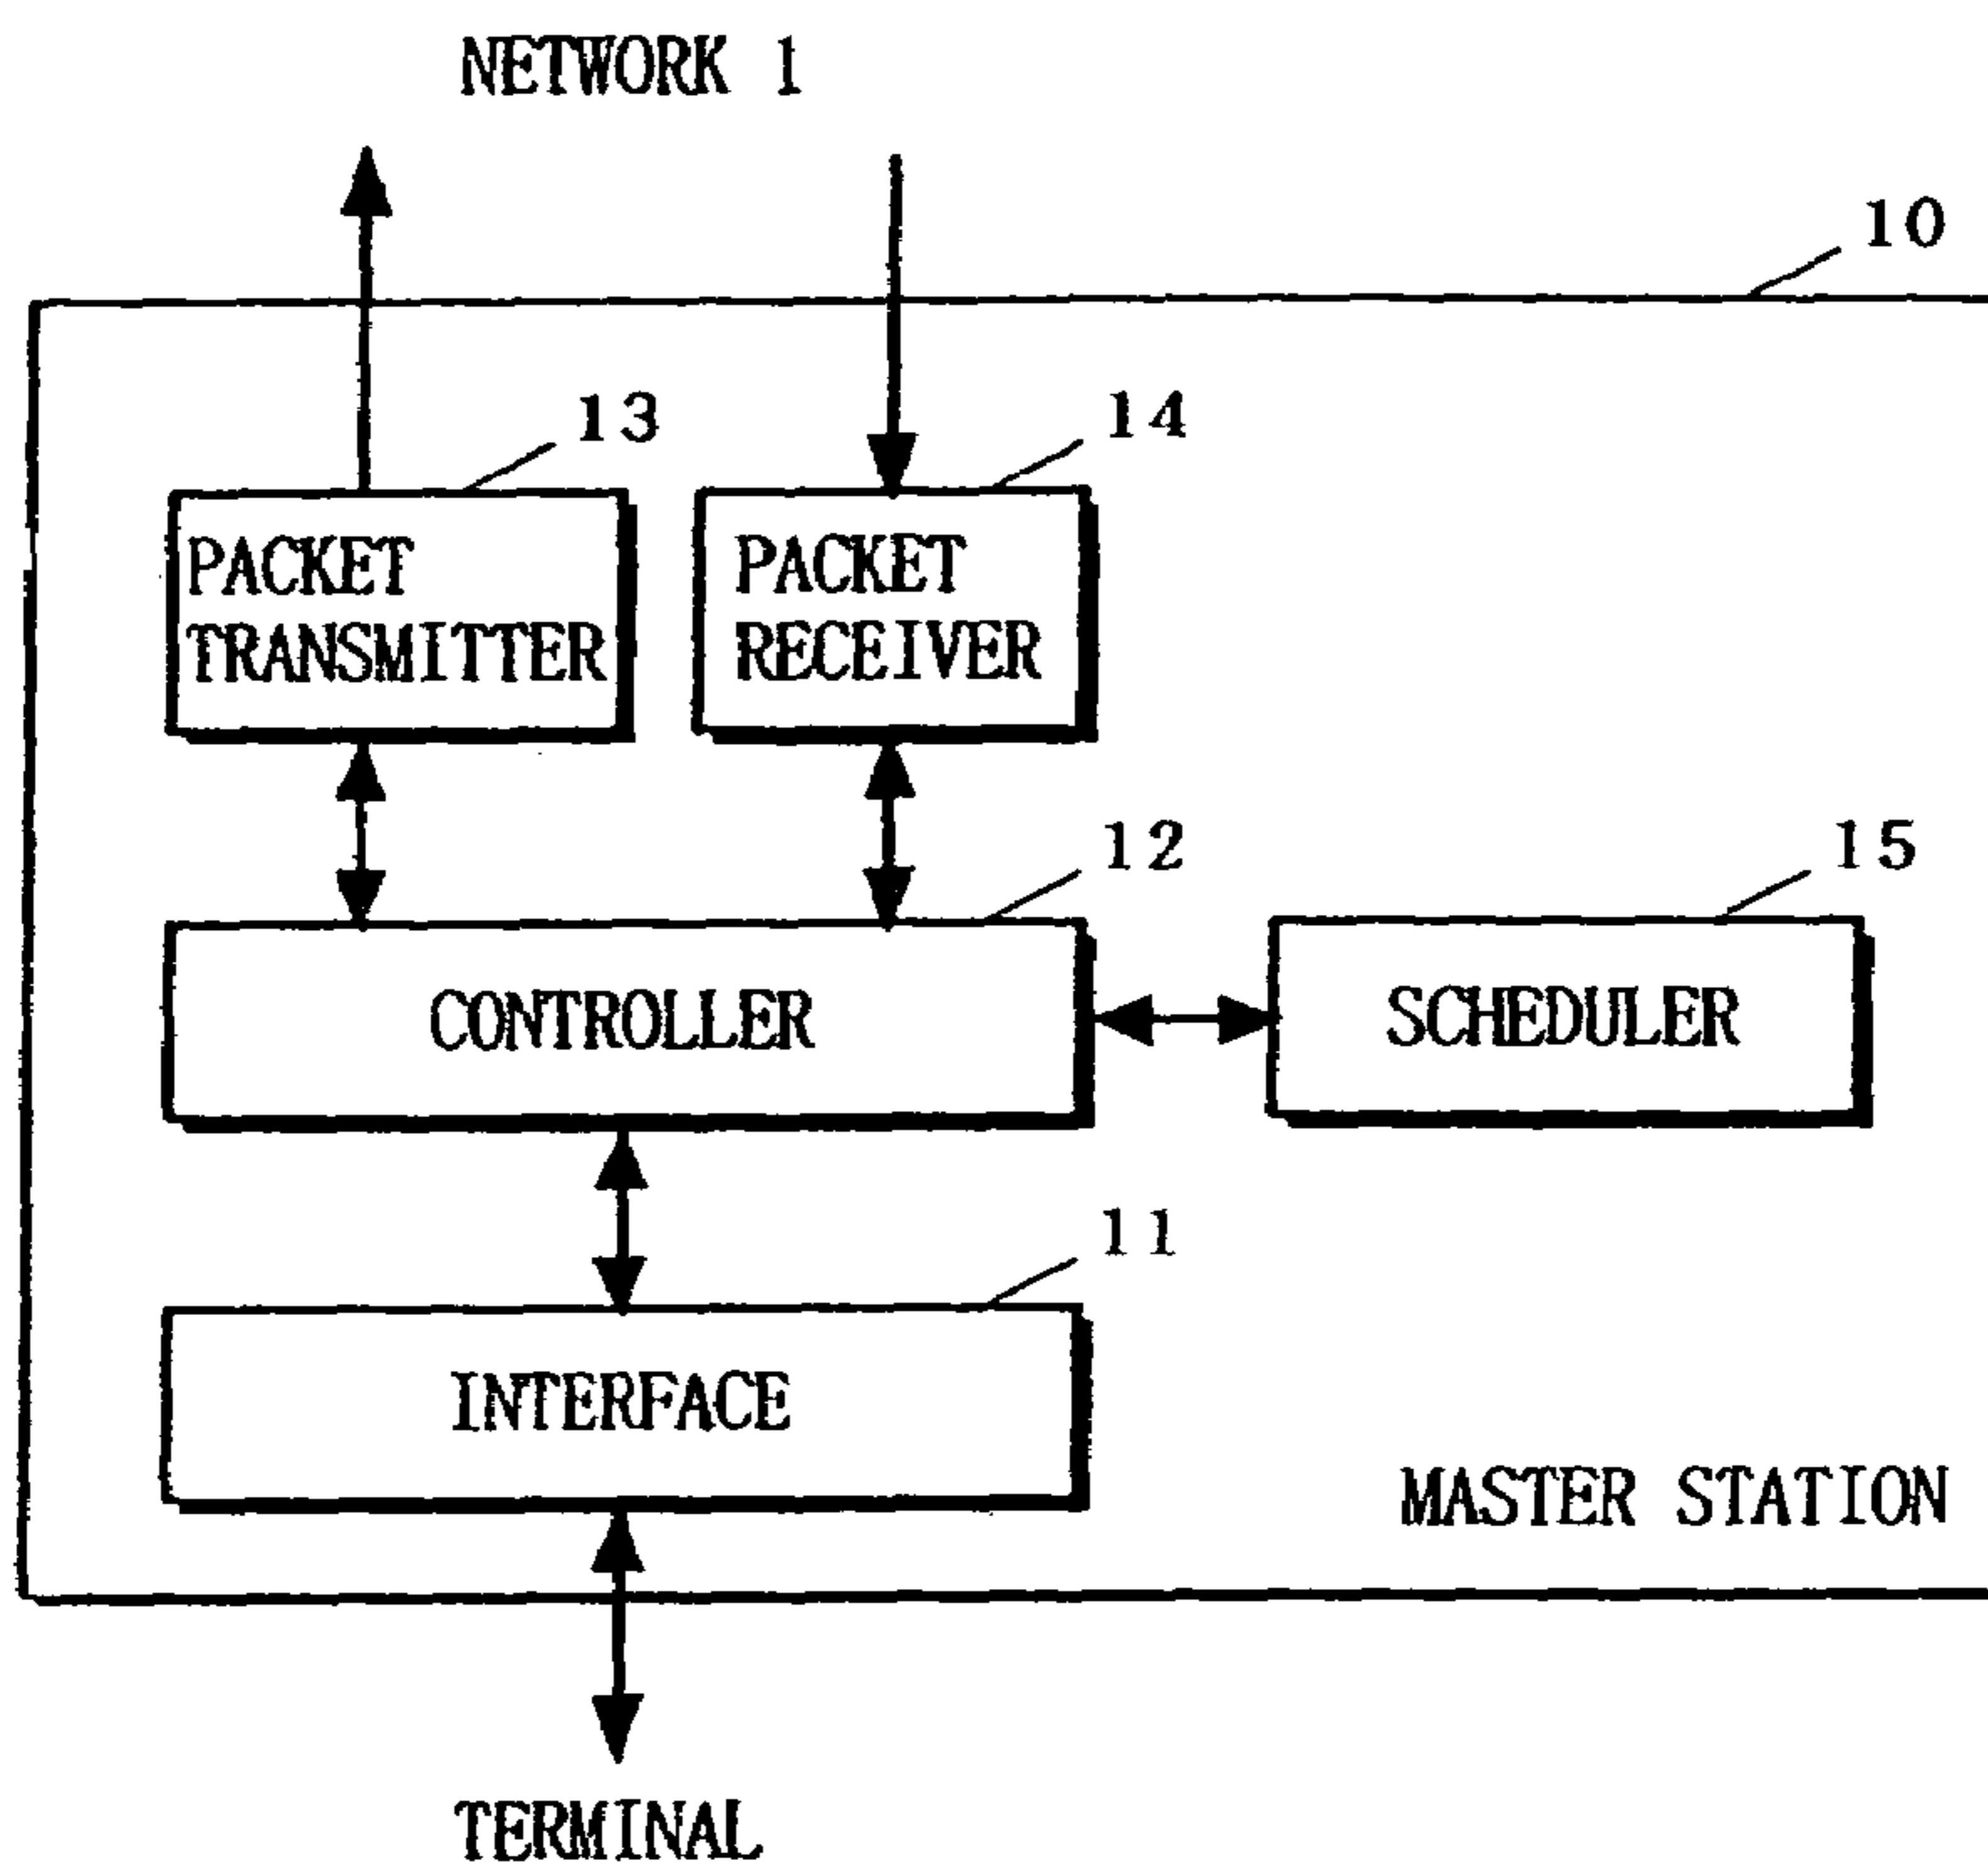 NETWORK 1
10
13
14
PACKET
TRANSMITTER
PACKET
RECEIVER
12
15
CONTROLLER
SCHEDULER
11
INTERFACE
MASTER STATION
TERMINAL